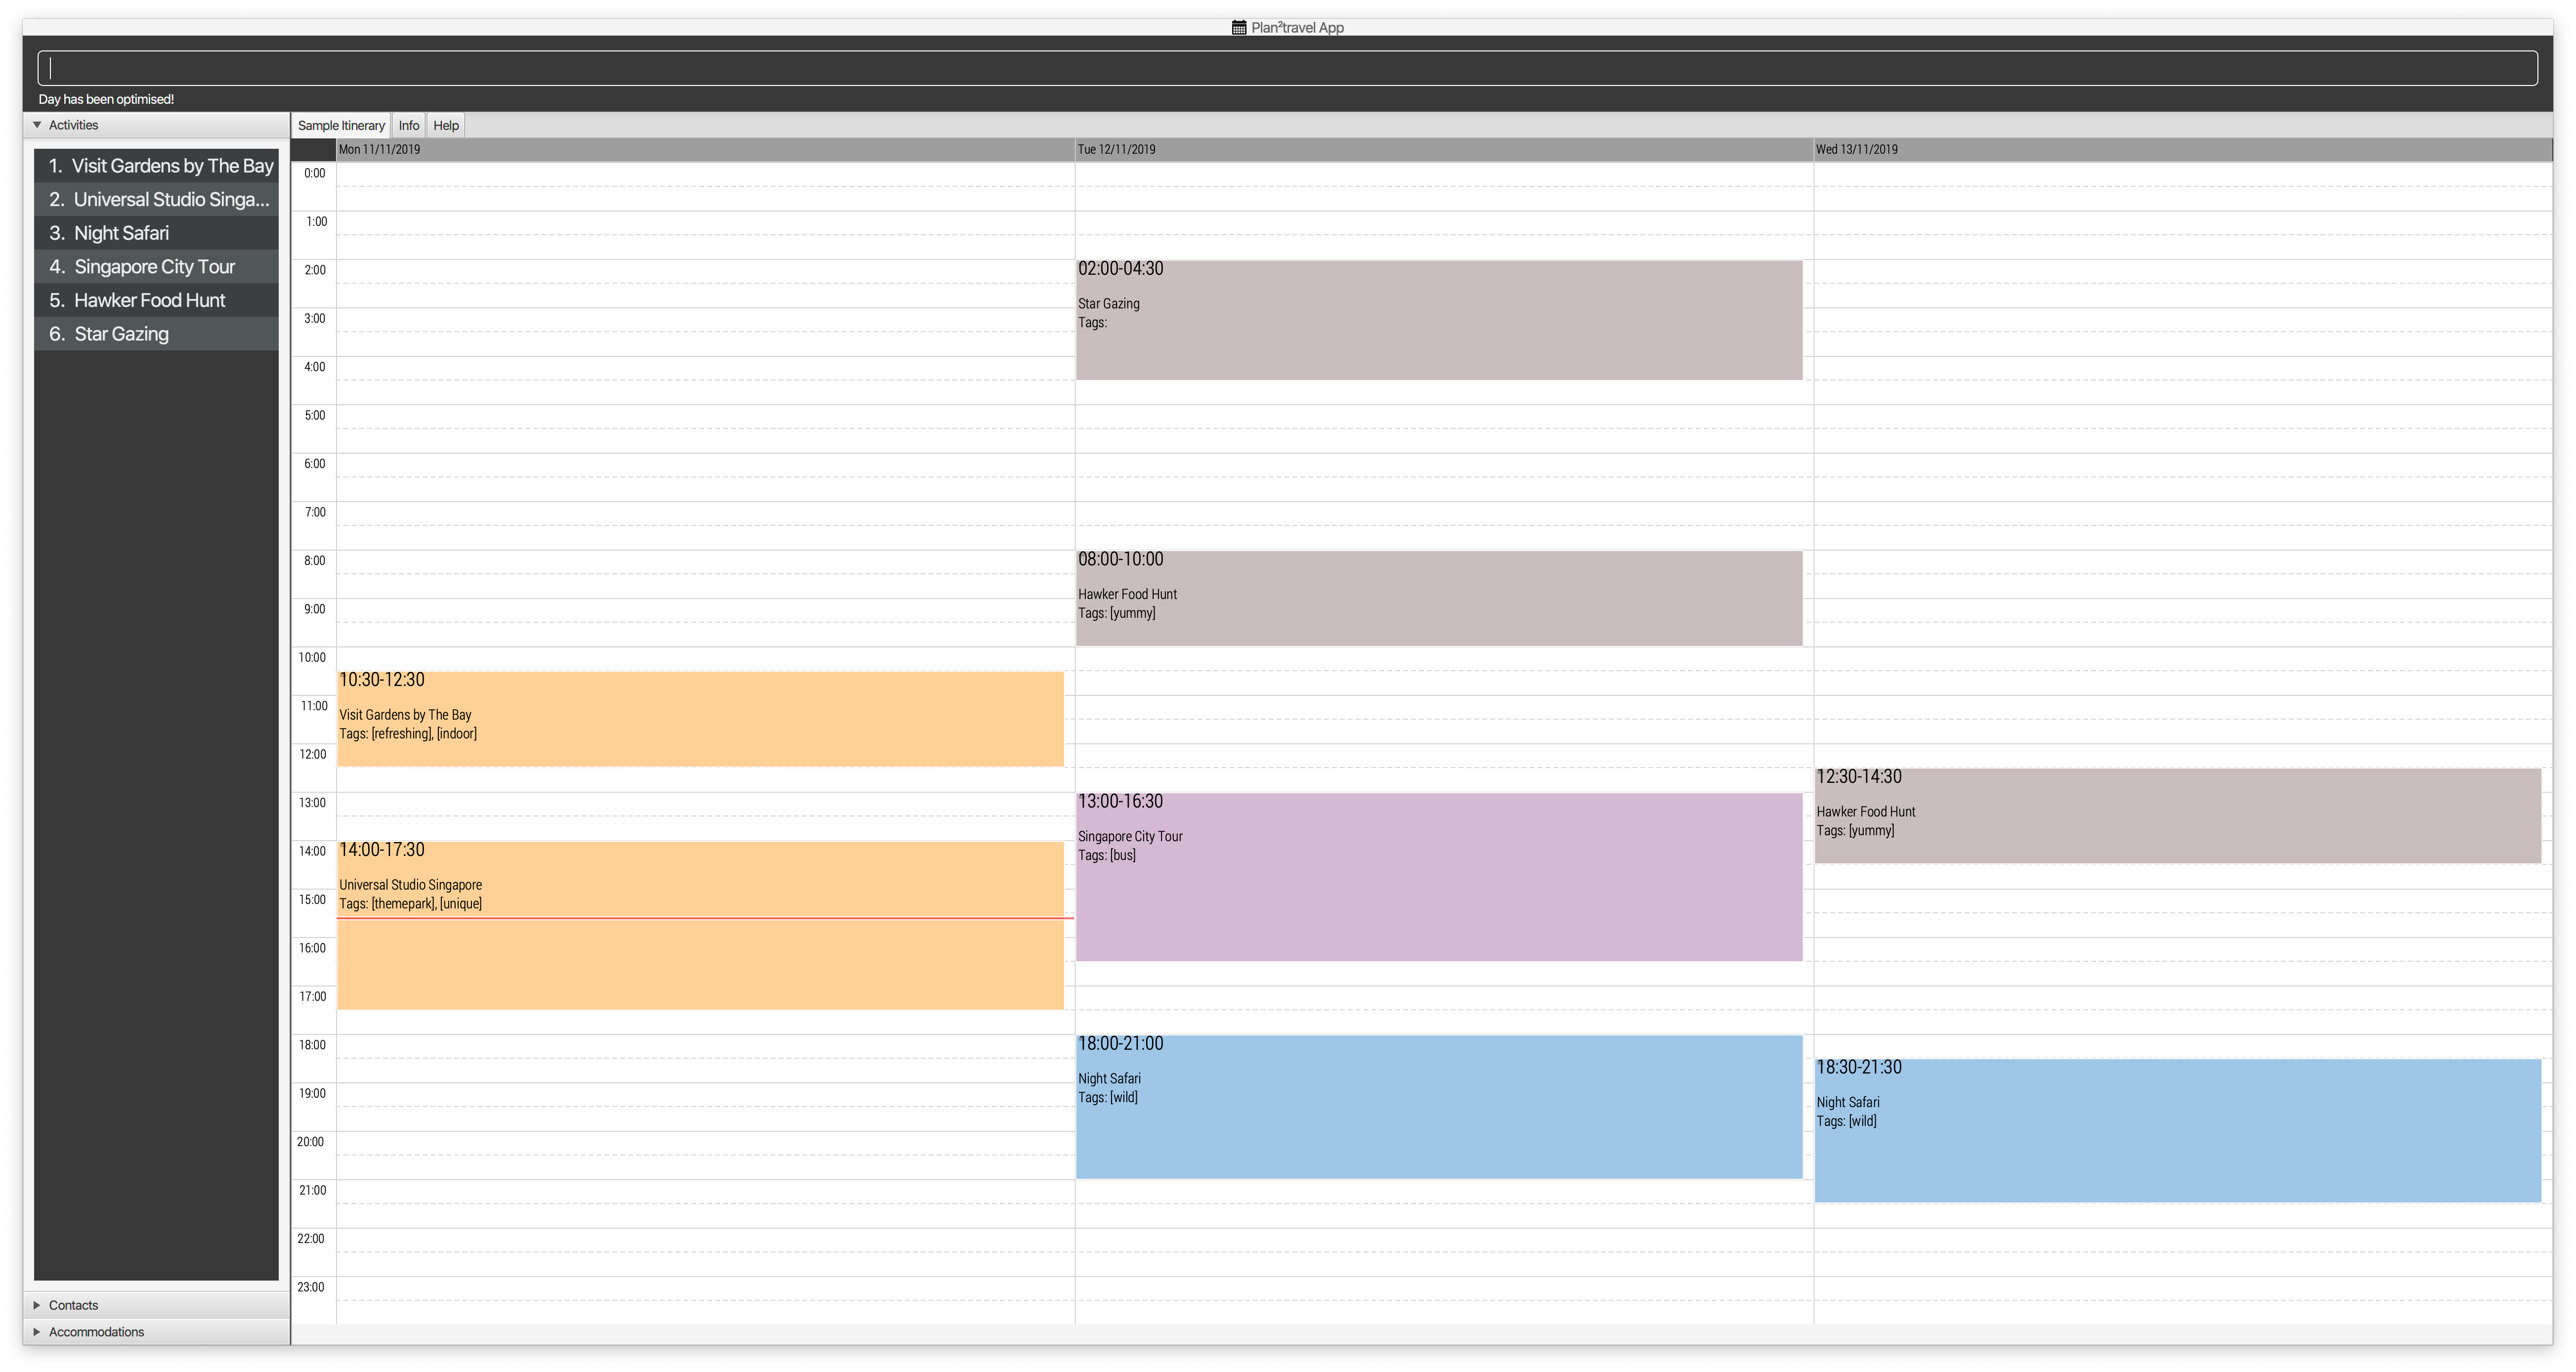 Plan²travel App
Day has been optimised!
Activities
1. Visit Gardens by The Bay
2. Universal Studio Singa...
3. Night Safari
4. Singapore City Tour
5. Hawker Food Hunt
6. Star Gazing
Contacts
Accommodations
Sample Itinerary Info Help
Mon 11/11/2019 Tue 12/11/2019 Wed 13/11/2019
0:00
1:00
2:00
3:00
4:00
5:00
6:00
7:00
8:00
9:00
10:00
11:00
12:00
13:00
14:00
15:00
16:00
17:00
18:00
19:00
20:00
21:00
22:00
23:00
10:30-12:30
Visit Gardens by The Bay
Tags: [refreshing], [indoor]
14:00-17:30
Universal Studio Singapore
Tags: [themepark], [unique]
02:00-04:30
Star Gazing
Tags:
08:00-10:00
Hawker Food Hunt
Tags: [yummy]
13:00-16:30
Singapore City Tour
Tags: [bus]
18:00-21:00
Night Safari
Tags: [wild]
12:30-14:30
Hawker Food Hunt
Tags: [yummy]
18:30-21:30
Night Safari
Tags: [wild]